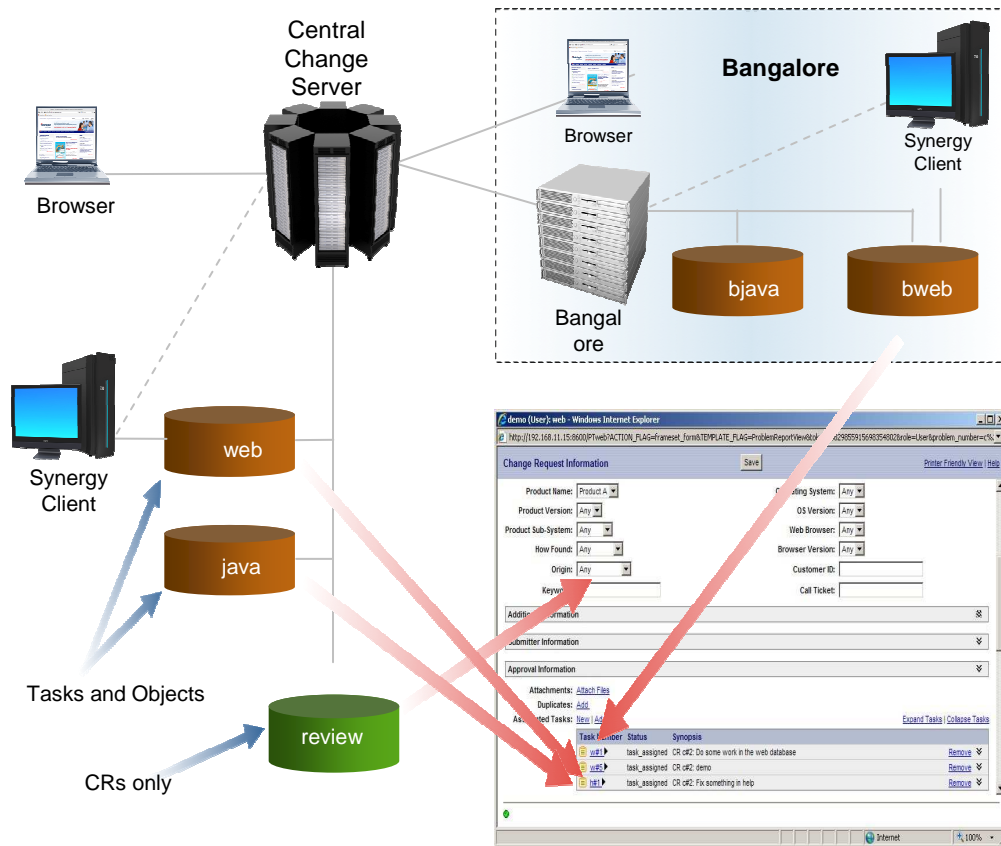 Central
Change
Server
Browser
Browser
Bangalore
Synergy
Client
Bangal
ore
bjava
bweb
Synergy
Client
web
java
Tasks and Objects
review
CRs only
demo (User): web - Windows Internet Explorer
Change Request Information
Save
Printer Friendly View | Help
Product Name: Product A
Product Version: Any
Product Sub-System: Any
How Found: Any
Origin: Any
Operating System: Any
OS Version: Any
Web Browser: Any
Browser Version: Any
Customer ID:
Call Ticket:
Submitter Information
Approval Information
Attachments: Attach Files
Duplicates: Add
New |
Expand Tasks | Collapse Tasks
Task Status Synopsis
w#1 task_assigned CR c#2: Do some work in the web database Remove
w#5 task_assigned CR c#2: demo Remove
h#1 task_assigned CR c#2: Fix something in help Remove
Internet
100%